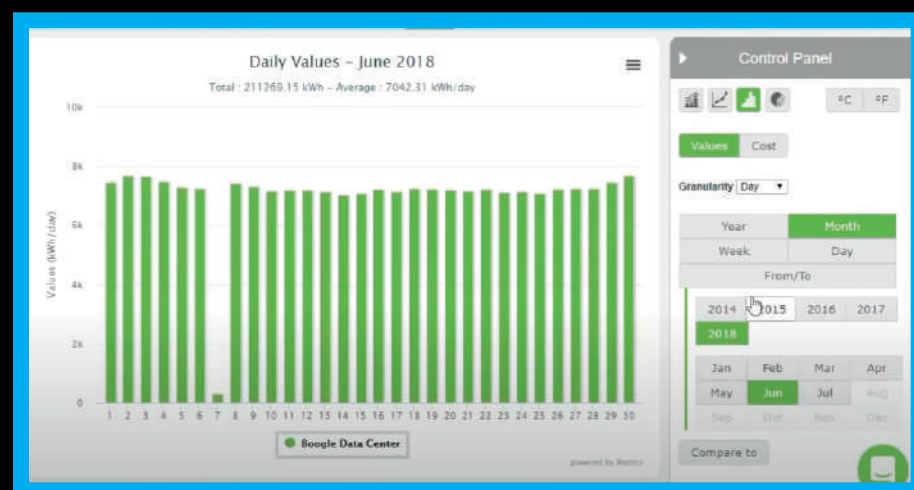 Daily Values – June 2018
Total : 211269.15 kWh – Average : 7042.31 kWh/day
10k
8k
6k
4k
2k
0
Values (kWh/day)
1 2 3 4 5 6 7 8 9 10 11 12 13 14 15 16 17 18 19 20 21 22 23 24 25 26 27 28 29 30
Boogle Data Center
powered by Wattics
Control Panel
°C °F
Values Cost
Granularity Day
Year Month
Week Day
From/To
2014 2015 2016 2017
2018
Jan Feb Mar Apr
May Jun Jul Aug
Sep Oct Nov Dec
Compare to